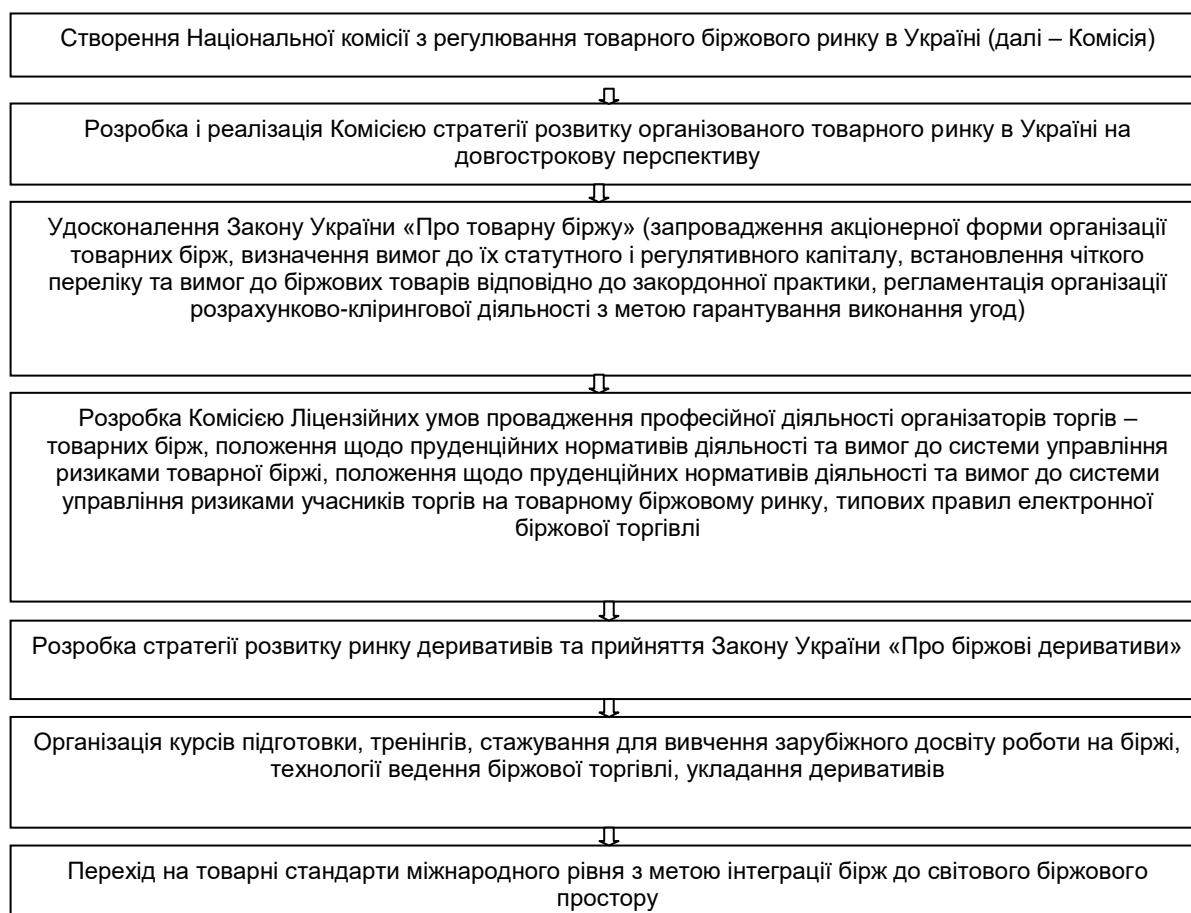 Створення Національної комісії з регулювання товарного біржового ринку в Україні (далі – Комісія)
Розробка і реалізація Комісією стратегії розвитку організованого товарного ринку в Україні на
довгострокову перспективу
Удосконалення Закону України «Про товарну біржу» (запровадження акціонерної форми організації
товарних бірж, визначення вимог до їх статутного і регулятивного капіталу, встановлення чіткого
переліку та вимог до біржових товарів відповідно до закордонної практики, регламентація організації
розрахунково-клірингової діяльності з метою гарантування виконання угод)
Розробка Комісією Ліцензійних умов провадження професійної діяльності організаторів торгів –
товарних бірж, положення щодо пруденційних нормативів діяльності та вимог до системи управління
ризиками товарної біржі, положення щодо пруденційних нормативів діяльності та вимог до системи
управління ризиками учасників торгів на товарному біржовому ринку, типових правил електронної
біржової торгівлі
Розробка стратегії розвитку ринку деривативів та прийняття Закону України «Про біржові деривативи»
Організація курсів підготовки, тренінгів, стажування для вивчення зарубіжного досвіту роботи на біржі,
технології ведення біржової торгівлі, укладання деривативів
Перехід на товарні стандарти міжнародного рівня з метою інтеграції бірж до світового біржового
простору